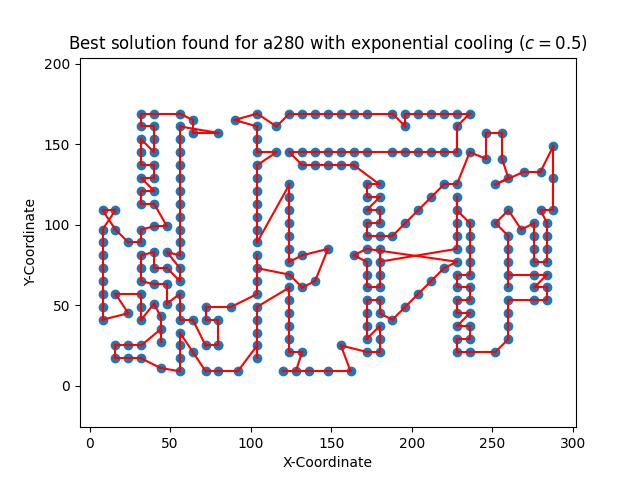 Best solution found for a280 with exponential cooling (c = 0.5)
200
150
100
50
0
Y-Coordinate
0 50 100 150 200 250 300
X-Coordinate